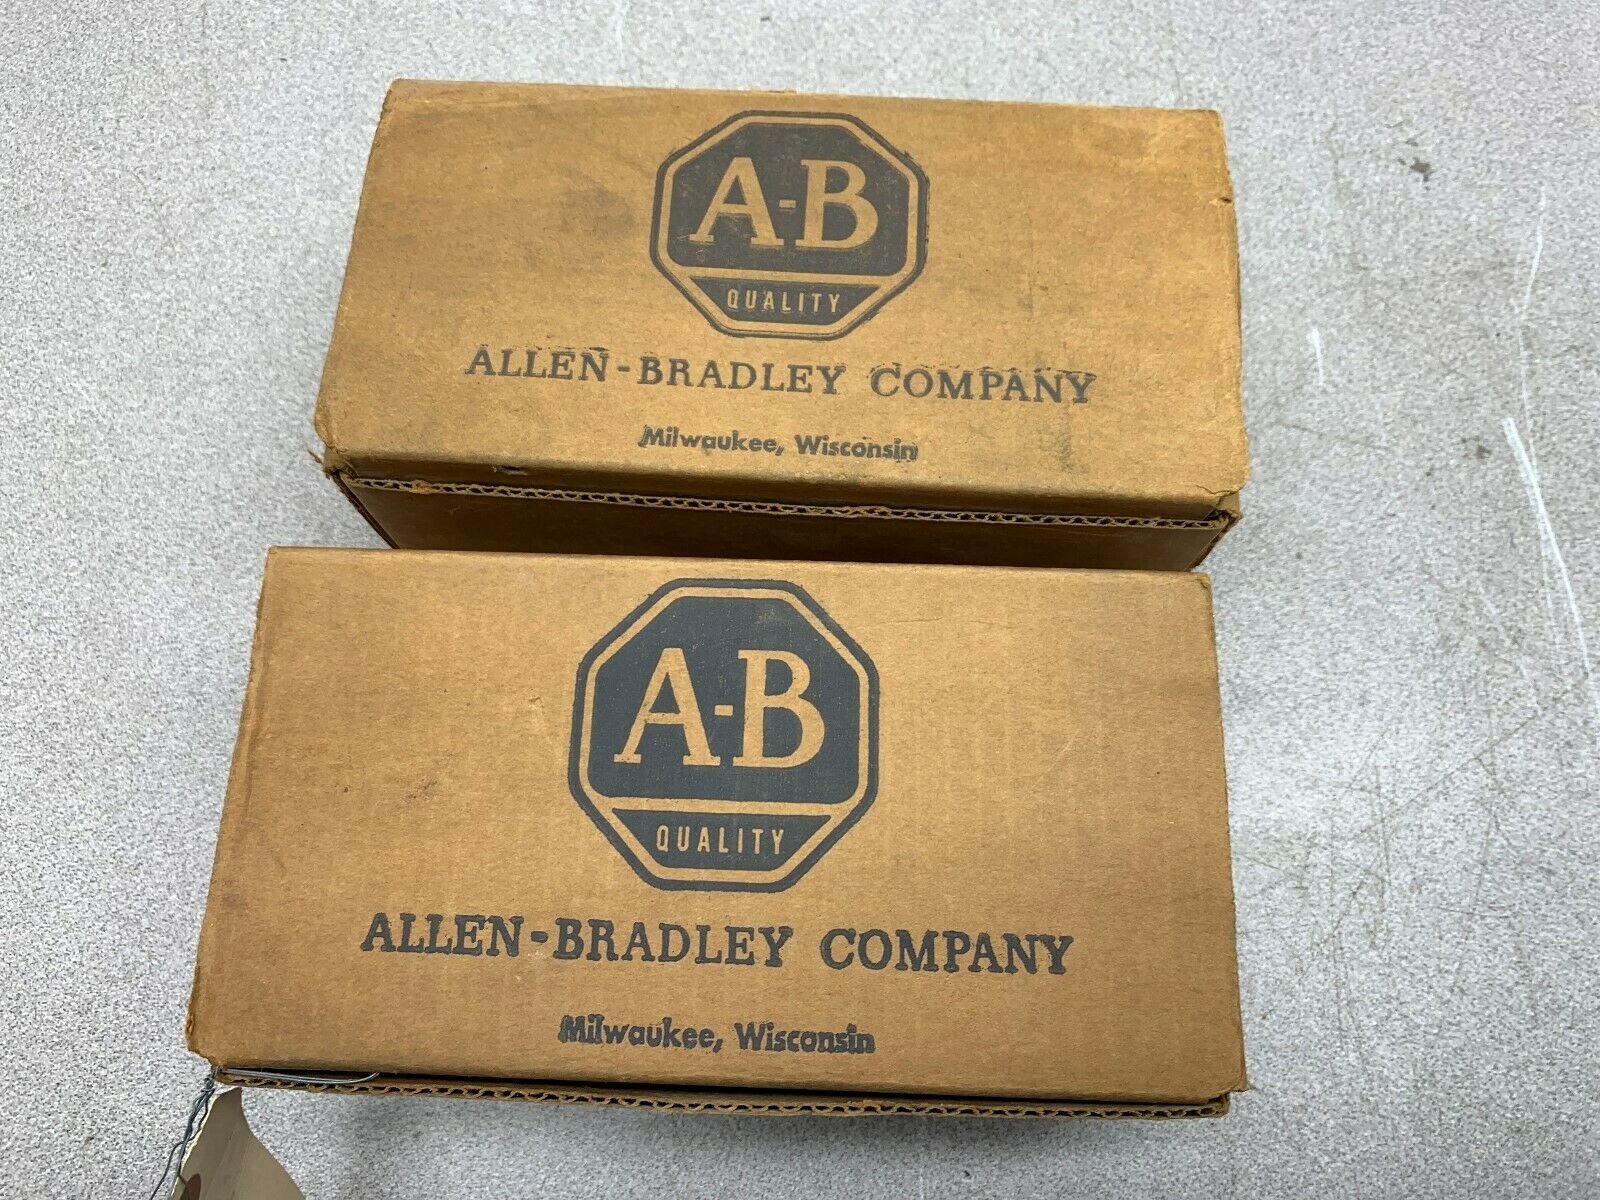 A-B
QUALITY
ALLEN-BRADLEY COMPANY
Milwaukee, Wisconsin
A-B
QUALITY
ALLEN-BRADLEY COMPANY
Milwaukee, Wisconsin